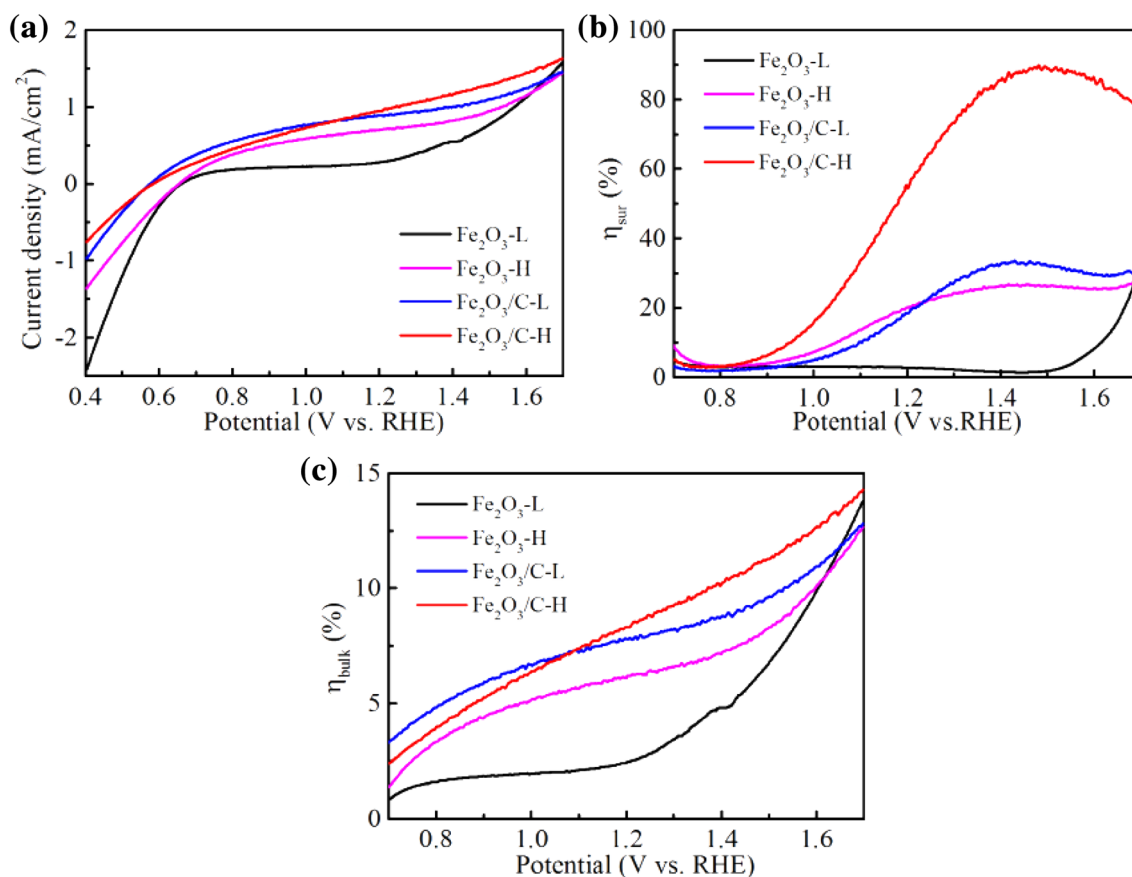 (a)
2
1
0
-1
-2
Current density (mA/cm²)
Fe₂O₃-L
Fe₂O₃-H
Fe₂O₃/C-L
Fe₂O₃/C-H
0.4 0.6 0.8 1.0 1.2 1.4 1.6
Potential (V vs. RHE)
(b)
100
80
60
40
20
0
η_sur (%)
Fe₂O₃-L
Fe₂O₃-H
Fe₂O₃/C-L
Fe₂O₃/C-H
0.8 1.0 1.2 1.4 1.6
Potential (V vs.RHE)
(c)
15
10
5
0
η_bulk (%)
Fe₂O₃-L
Fe₂O₃-H
Fe₂O₃/C-L
Fe₂O₃/C-H
0.8 1.0 1.2 1.4 1.6
Potential (V vs. RHE)